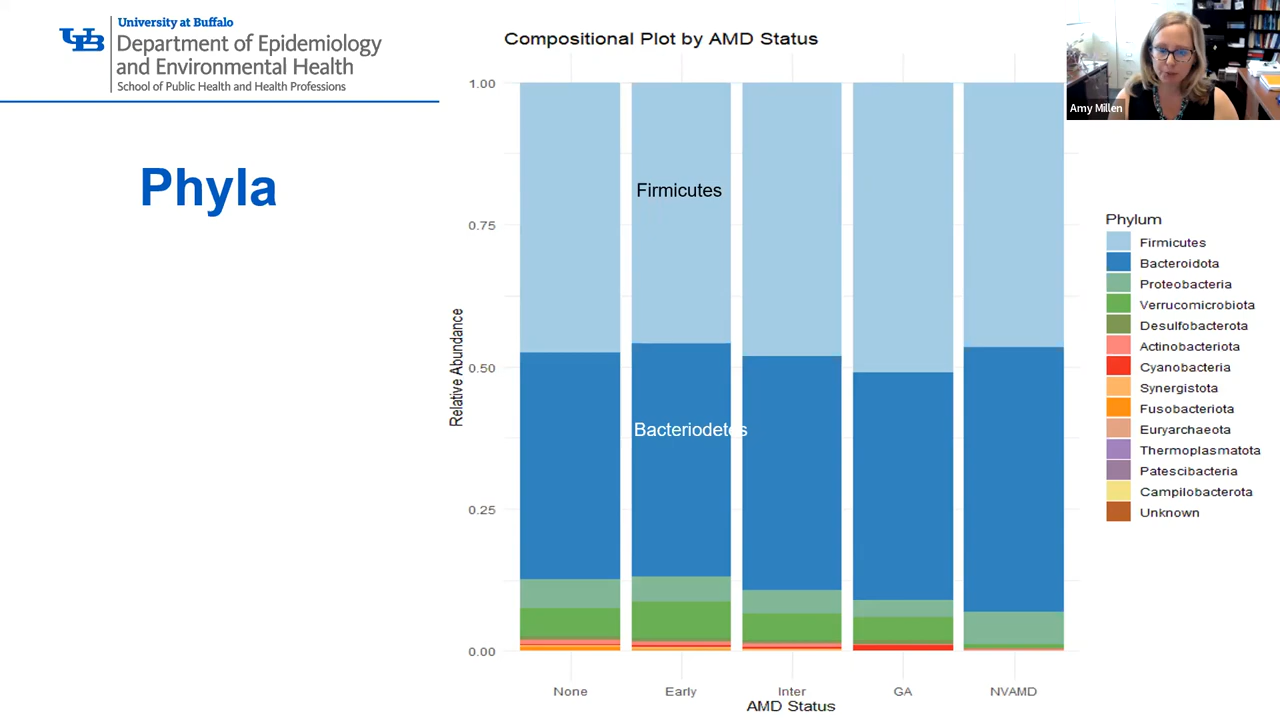 University at Buffalo
UB
Department of Epidemiology
and Environmental Health
School of Public Health and Health Professions
Phyla
Compositional Plot by AMD Status
Relative Abundance
1.00
0.75
0.50
0.25
0.00
Firmicutes
Bacteriodetes
None
Early
Inter
GA
NVAMD
AMD Status
Amy Millen
Phylum
Firmicutes
Bacteroidota
Proteobacteria
Verrucomicrobiota
Desulfobacterota
Actinobacteriota
Cyanobacteria
Synergistota
Fusobacteriota
Euryarchaeota
Thermoplasmatota
Patescibacteria
Campilobacterota
Unknown